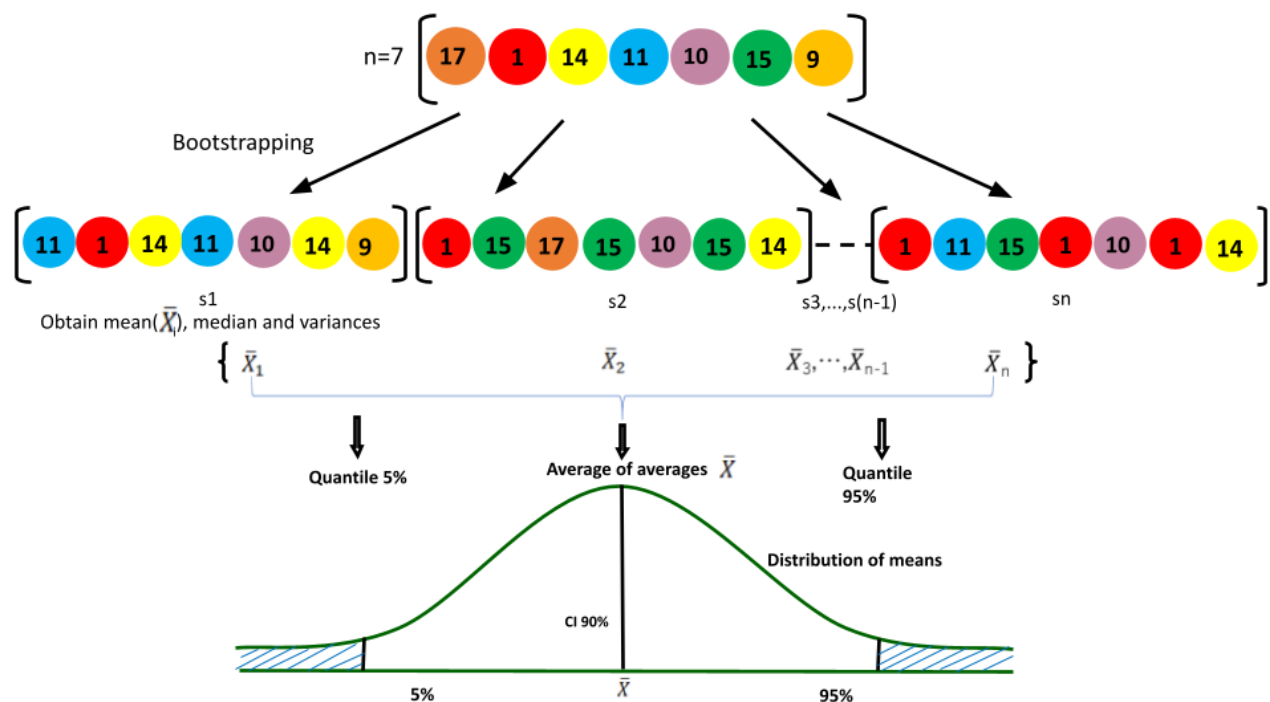 n=7 [ 17 1 14 11 10 15 9 ]
Bootstrapping
[ 11 1 14 11 10 14 9 ] [ 1 15 17 15 10 15 14 ] --- [ 1 11 15 1 10 1 14 ]
s1 s2 s3,...,s(n-1) sn
Obtain mean(X̄ᵢ), median and variances
{ X̄₁ X̄₂ X̄₃,⋯,X̄ₙ₋₁ X̄ₙ }
Quantile 5%
Average of averages X̄
Quantile
95%
Distribution of means
CI 90%
5% X̄ 95%